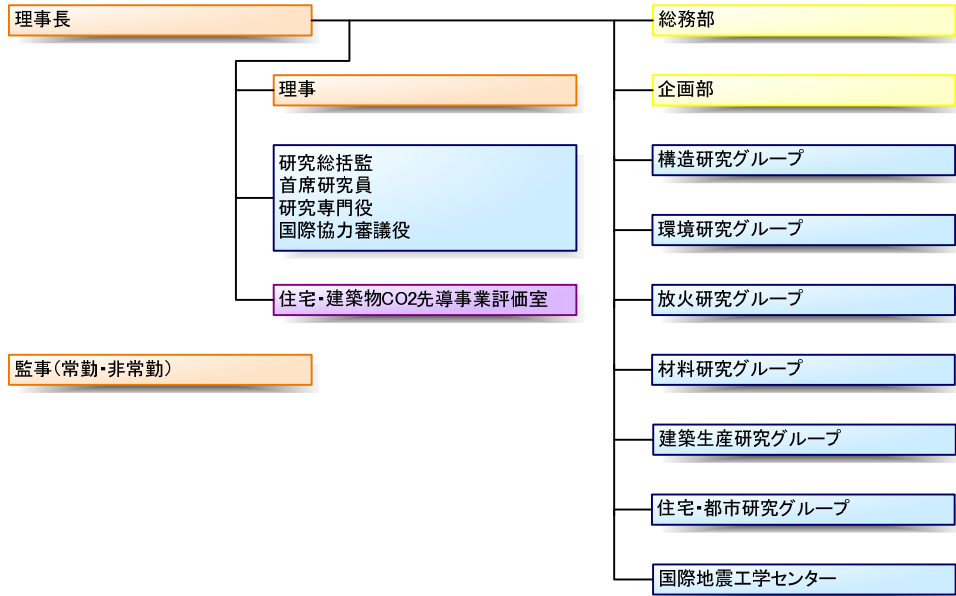 理事長
総務部
理事
企画部
研究総括監
首席研究員
研究専門役
国際協力審議役
構造研究グループ
環境研究グループ
住宅・建築物CO2先導事業評価室
放火研究グループ
監事(常勤・非常勤)
材料研究グループ
建築生産研究グループ
住宅・都市研究グループ
国際地震工学センター